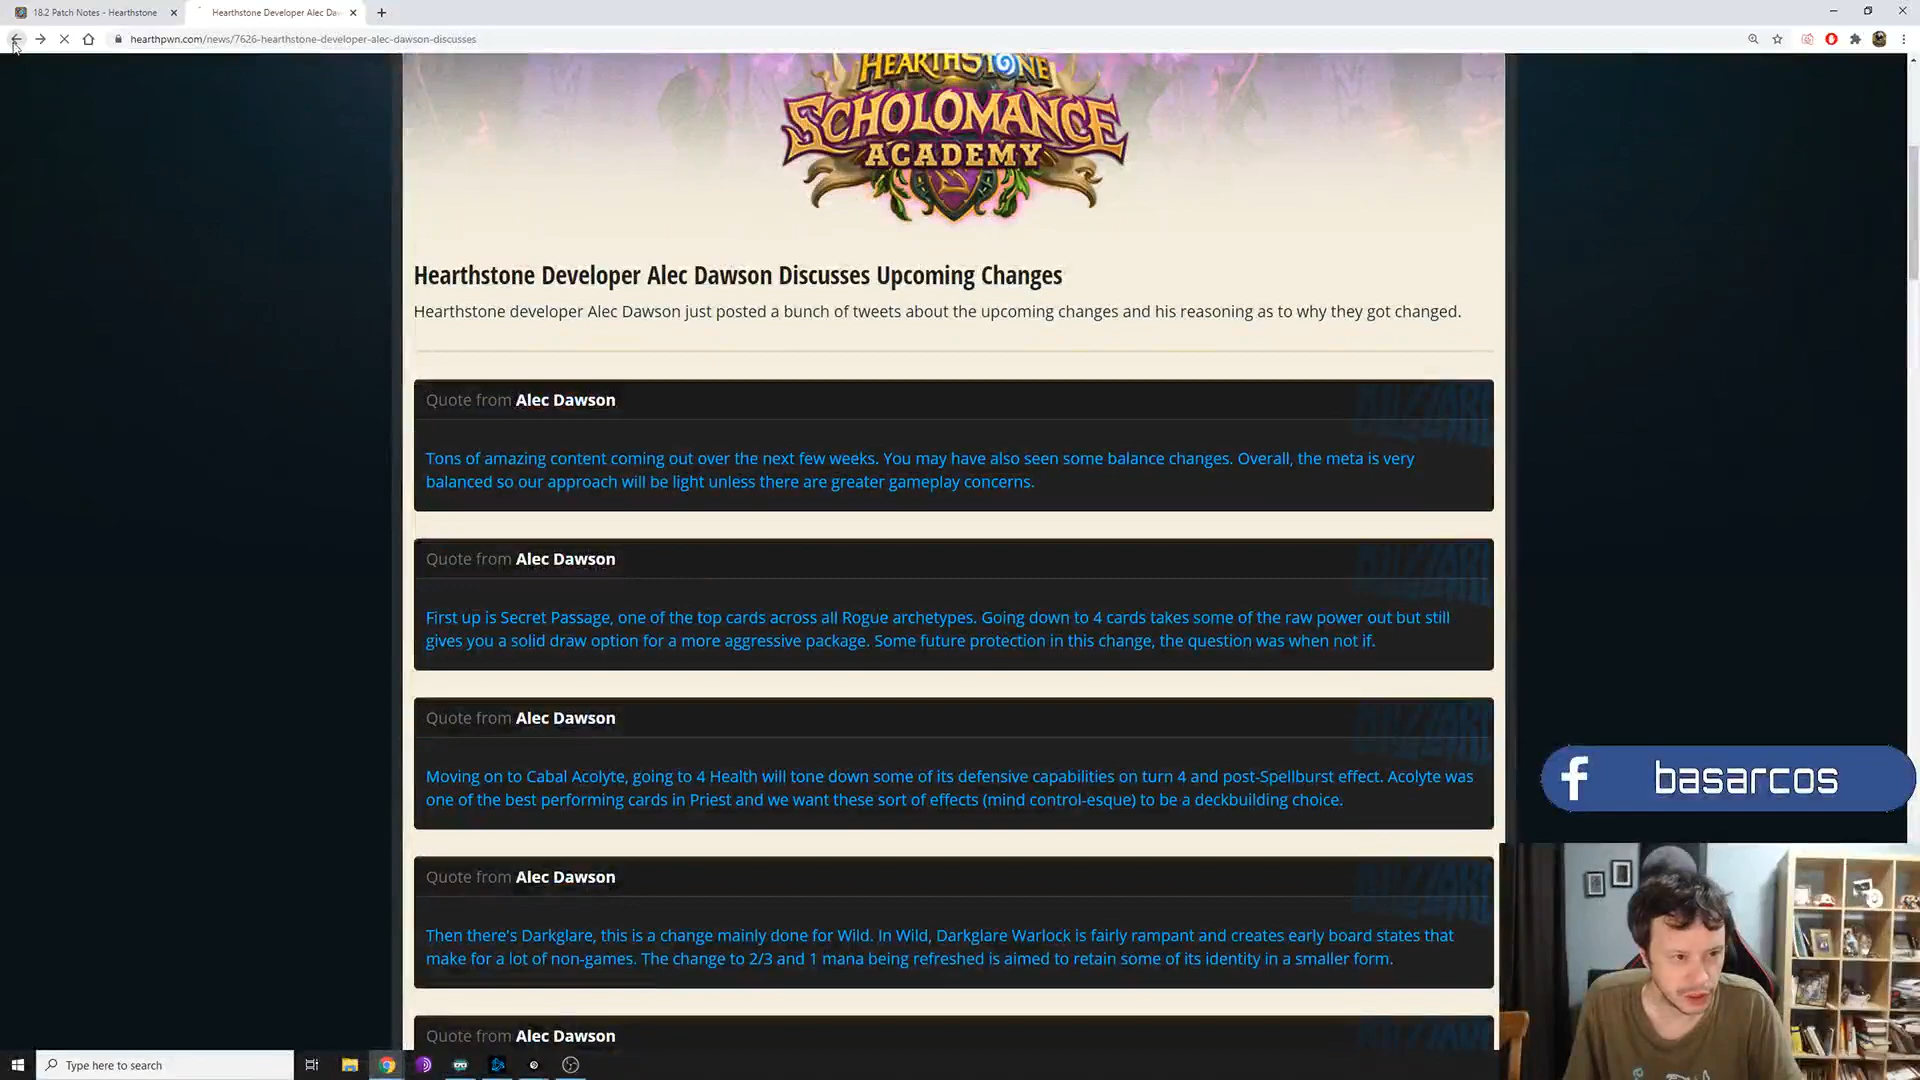 18.2 Patch Notes - Hearthstone
Hearthstone Developer Alec Da
hearthpwn.com/news/7626-hearthstone-developer-alec-dawson-discusses
HEARTHSTONE
SCHOLOMANCE
ACADEMY
Hearthstone Developer Alec Dawson Discusses Upcoming Changes
Hearthstone developer Alec Dawson just posted a bunch of tweets about the upcoming changes and his reasoning as to why they got changed.
Quote from Alec Dawson
BLIZZARD
Tons of amazing content coming out over the next few weeks. You may have also seen some balance changes. Overall, the meta is very
balanced so our approach will be light unless there are greater gameplay concerns.
Quote from Alec Dawson
BLIZZARD
First up is Secret Passage, one of the top cards across all Rogue archetypes. Going down to 4 cards takes some of the raw power out but still
gives you a solid draw option for a more aggressive package. Some future protection in this change, the question was when not if.
Quote from Alec Dawson
BLIZZARD
Moving on to Cabal Acolyte, going to 4 Health will tone down some of its defensive capabilities on turn 4 and post-Spellburst effect. Acolyte was
one of the best performing cards in Priest and we want these sort of effects (mind control-esque) to be a deckbuilding choice.
f basarcos
Quote from Alec Dawson
BLIZZARD
Then there's Darkglare, this is a change mainly done for Wild. In Wild, Darkglare Warlock is fairly rampant and creates early board states that
make for a lot of non-games. The change to 2/3 and 1 mana being refreshed is aimed to retain some of its identity in a smaller form.
Quote from Alec Dawson
Type here to search